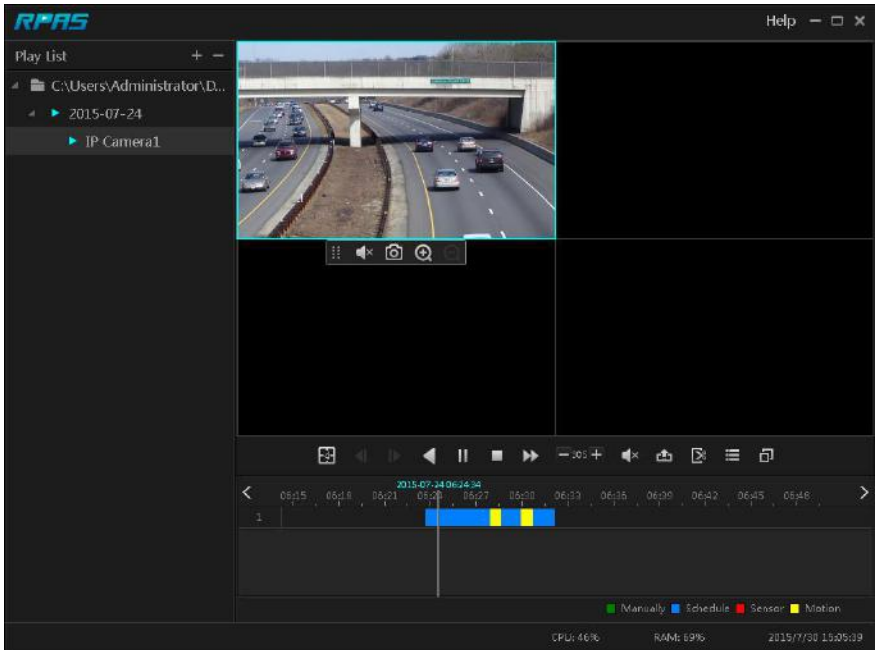 RPAS
Help
Play List
C:\Users\Administrator\D...
2015-07-24
IP Camera1
30S
2015-07-24 06:24:34
06:15 06:18 06:21 06:27 06:30 06:33 06:36 06:39 06:42 06:45 06:48
1
Manually Schedule Sensor Motion
CPU: 46% RAM: 69% 2015/7/30 15:05:39